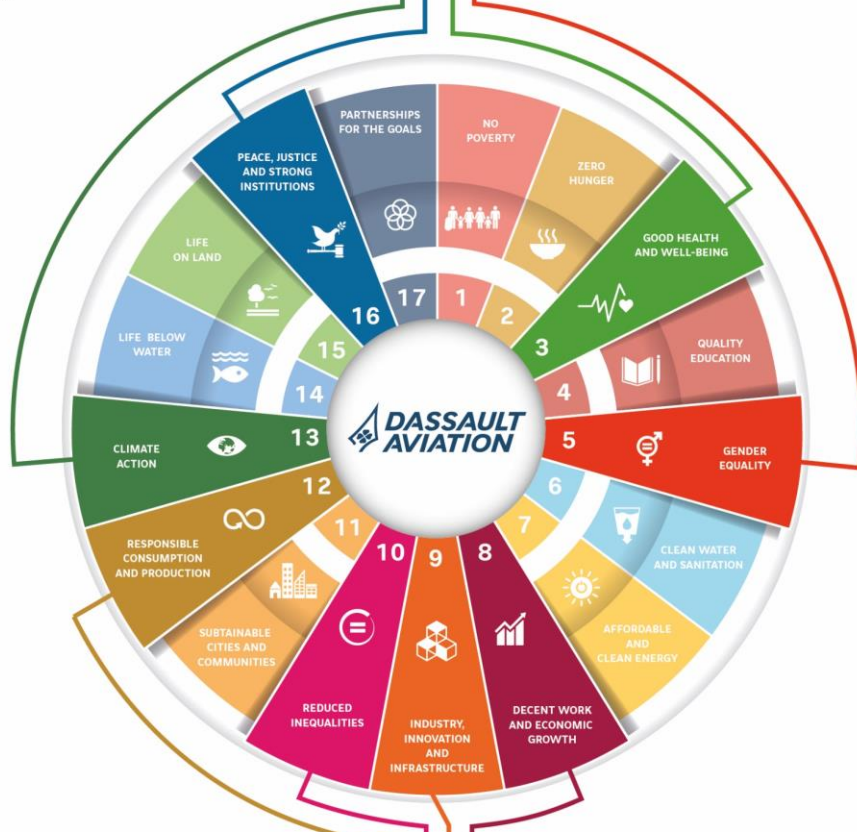 PARTNERSHIPS
FOR THE GOALS
17
NO
POVERTY
1
ZERO
HUNGER
2
GOOD HEALTH
AND WELL-BEING
3
QUALITY
EDUCATION
4
GENDER
EQUALITY
5
CLEAN WATER
AND SANITATION
6
AFFORDABLE
AND
CLEAN ENERGY
7
DECENT WORK
AND ECONOMIC
GROWTH
8
INDUSTRY,
INNOVATION
AND
INFRASTRUCTURE
9
REDUCED
INEQUALITIES
10
SUBTAINABLE
CITIES AND
COMMUNITIES
11
RESPONSIBLE
CONSUMPTION
AND PRODUCTION
12
CLIMATE
ACTION
13
LIFE BELOW
WATER
14
LIFE
ON LAND
15
PEACE, JUSTICE
AND STRONG
INSTITUTIONS
16
DASSAULT
AVIATION